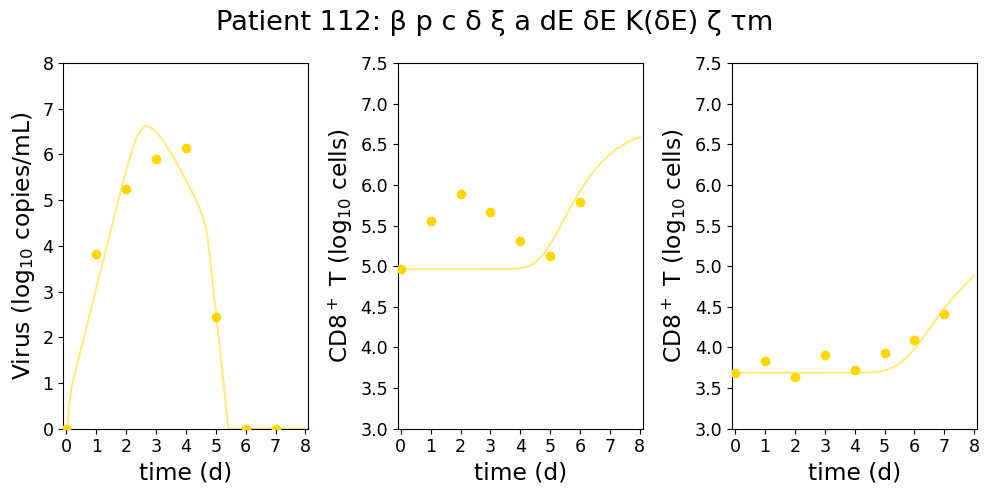 Patient 112: β p c δ ξ a dE δE K(δE) ζ τm
Virus (log₁₀ copies/mL)
8
7
6
5
4
3
2
1
0
0 1 2 3 4 5 6 7 8
time (d)
CD8⁺ T (log₁₀ cells)
7.5
7.0
6.5
6.0
5.5
5.0
4.5
4.0
3.5
3.0
0 1 2 3 4 5 6 7 8
time (d)
CD8⁺ T (log₁₀ cells)
7.5
7.0
6.5
6.0
5.5
5.0
4.5
4.0
3.5
3.0
0 1 2 3 4 5 6 7 8
time (d)